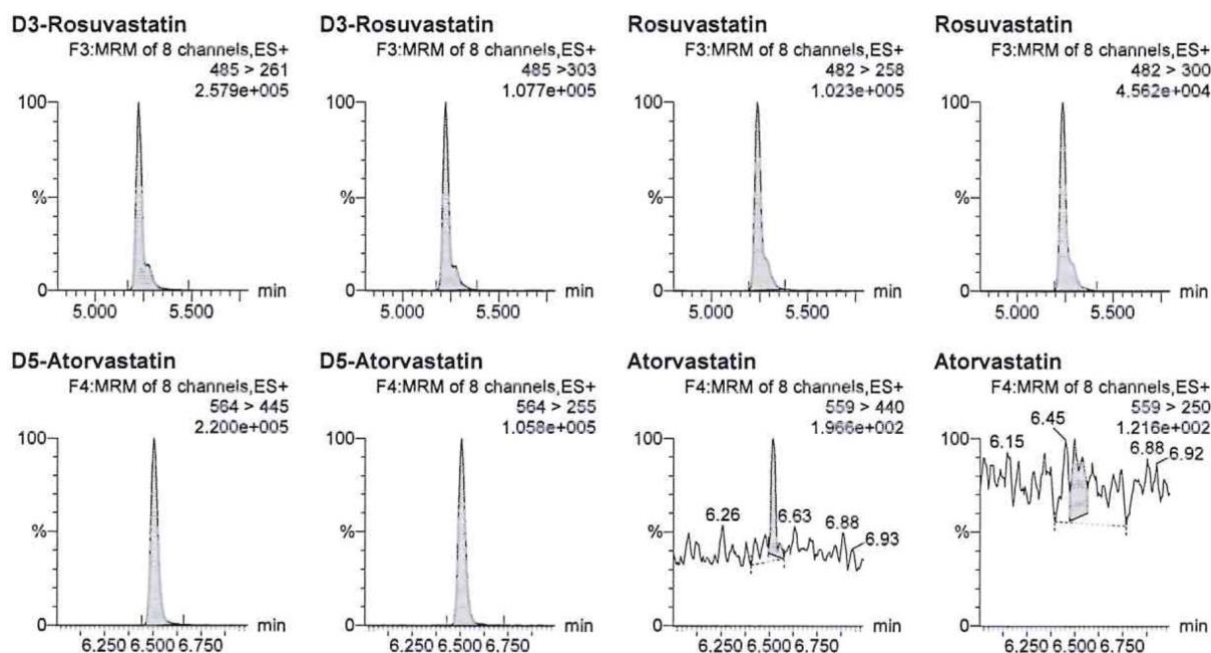 D3-Rosuvastatin
F3:MRM of 8 channels,ES+
485 > 261
2.579e+005
100
%
0
5.000 5.500 min
D3-Rosuvastatin
F3:MRM of 8 channels,ES+
485 >303
1.077e+005
100
%
0
5.000 5.500 min
Rosuvastatin
F3:MRM of 8 channels,ES+
482 > 258
1.023e+005
100
%
0
5.000 5.500 min
Rosuvastatin
F3:MRM of 8 channels,ES+
482 > 300
4.562e+004
100
%
0
5.000 5.500 min
D5-Atorvastatin
F4:MRM of 8 channels,ES+
564 > 445
2.200e+005
100
%
0
6.250 6.500 6.750 min
D5-Atorvastatin
F4:MRM of 8 channels,ES+
564 > 255
1.058e+005
100
%
0
6.250 6.500 6.750 min
Atorvastatin
F4:MRM of 8 channels,ES+
559 > 440
1.966e+002
100
%
6.26 6.63 6.88 6.93
0
6.250 6.500 6.750 min
Atorvastatin
F4:MRM of 8 channels,ES+
559 > 250
1.216e+002
100
6.15 6.45 6.88 6.92
%
0
6.250 6.500 6.750 min